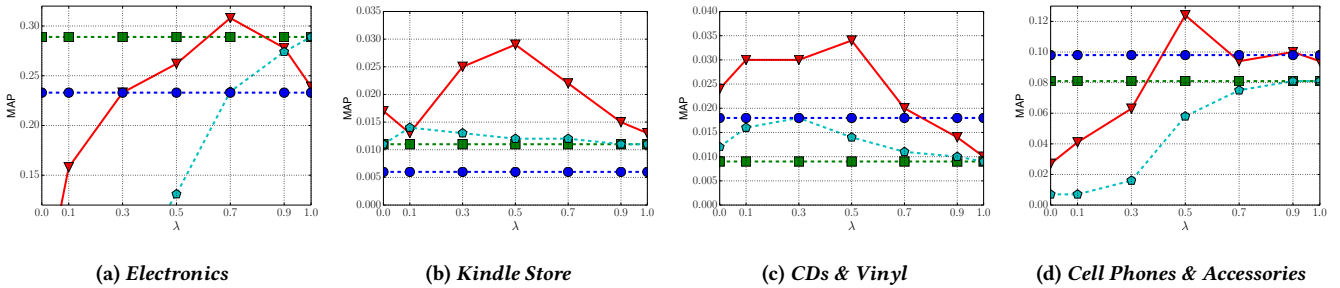 0.30
0.25
0.20
0.15
MAP
0.0 0.1 0.3 0.5 0.7 0.9 1.0
λ
(a) Electronics
0.035
0.030
0.025
0.020
0.015
0.010
0.005
0.000
MAP
0.0 0.1 0.3 0.5 0.7 0.9 1.0
λ
(b) Kindle Store
0.040
0.035
0.030
0.025
0.020
0.015
0.010
0.005
0.000
MAP
0.0 0.1 0.3 0.5 0.7 0.9 1.0
λ
(c) CDs & Vinyl
0.12
0.10
0.08
0.06
0.04
0.02
0.00
MAP
0.0 0.1 0.3 0.5 0.7 0.9 1.0
λ
(d) Cell Phones & Accessories